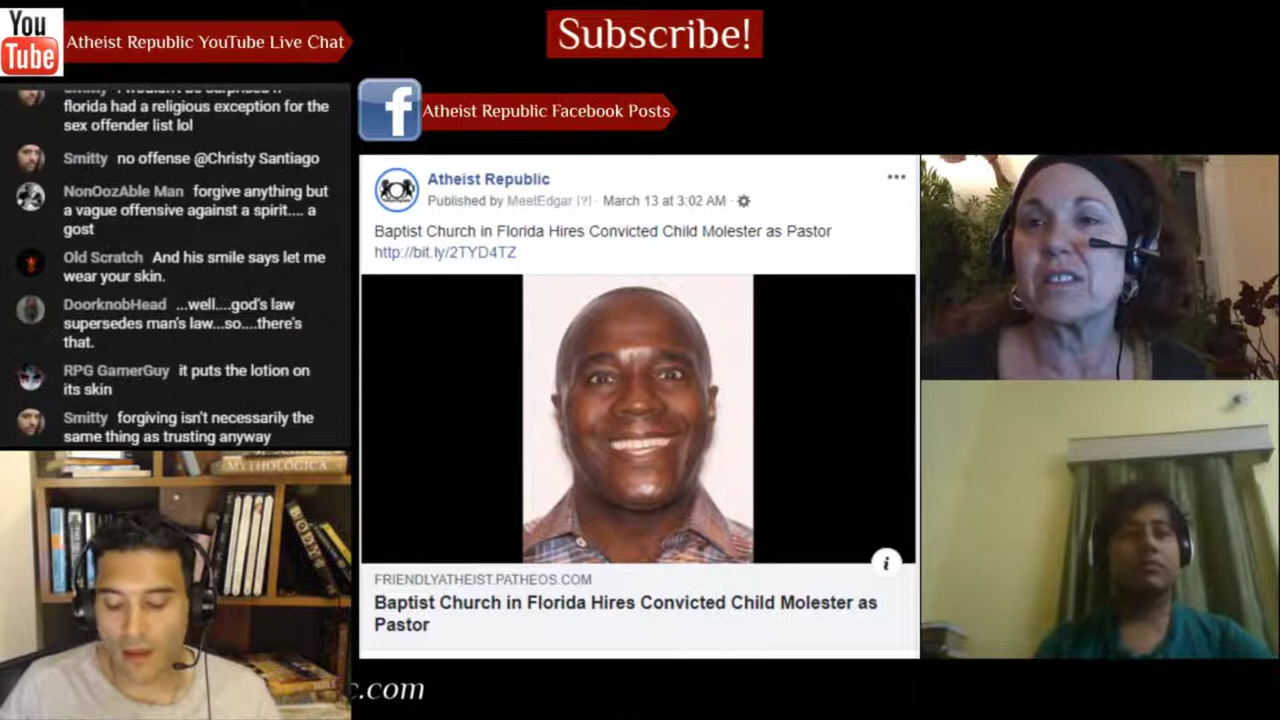 You
Tube
Atheist Republic YouTube Live Chat
Subscribe!
florida had a religious exception for the
sex offender list lol
Smitty no offense @Christy Santiago
NonOozAble Man forgive anything but
a vague offensive against a spirit.... a
gost
Old Scratch And his smile says let me
wear your skin.
DoorknobHead ...well....god's law
supersedes man's law...so....there's
that.
RPG GamerGuy it puts the lotion on
its skin
Smitty forgiving isn't necessarily the
same thing as trusting anyway
MYTHOLOGICA
f
Atheist Republic Facebook Posts
Atheist Republic
Published by MeetEdgar [?] · March 13 at 3:02 AM ·
Baptist Church in Florida Hires Convicted Child Molester as Pastor
http://bit.ly/2TYD4TZ
i
FRIENDLYATHEIST.PATHEOS.COM
Baptist Church in Florida Hires Convicted Child Molester as
Pastor
.com